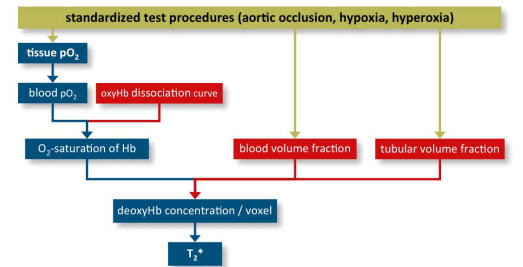 standardized test procedures (aortic occlusion, hypoxia, hyperoxia)
tissue pO₂
blood pO₂
oxyHb dissociation curve
O₂-saturation of Hb
blood volume fraction
tubular volume fraction
deoxyHb concentration / voxel
T₂*